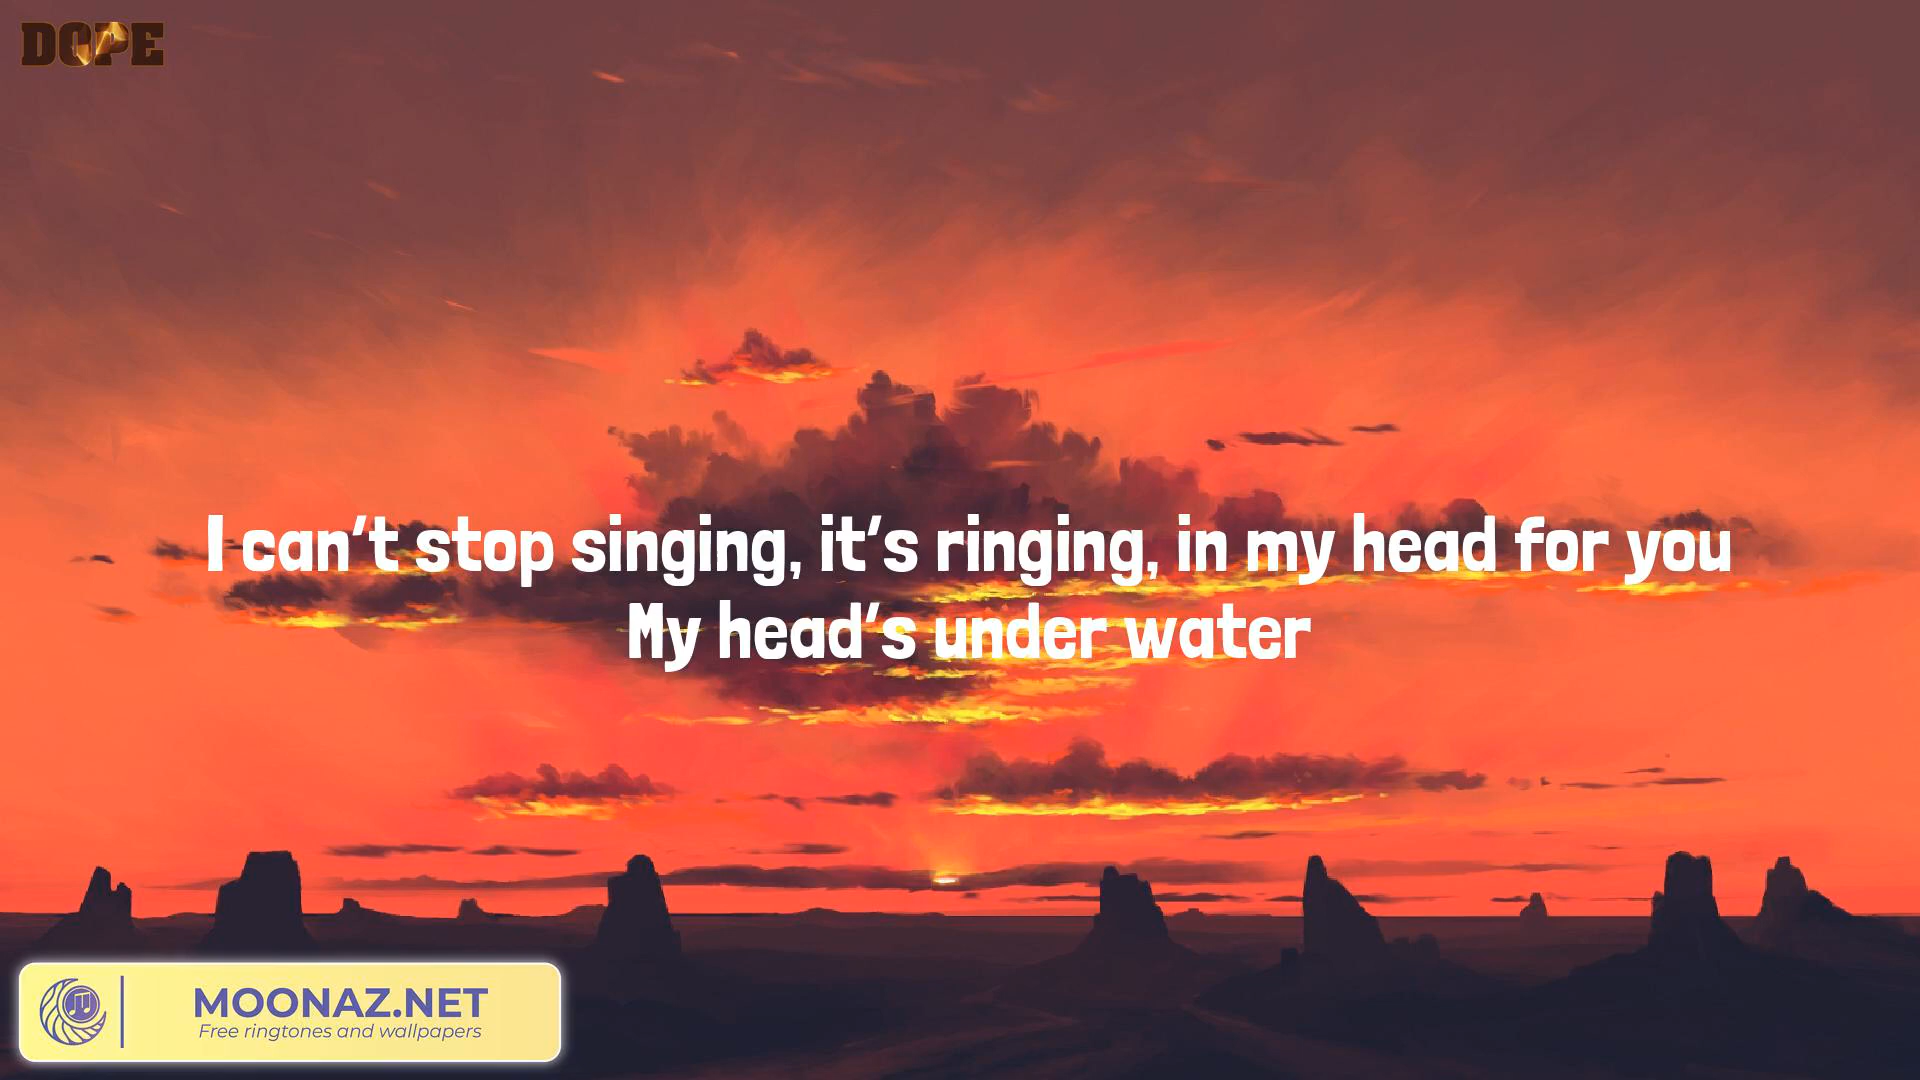 DOPE
I can't stop singing, it's ringing, in my head for you
My head's under water
MOONAZ.NET
Free ringtones and wallpapers